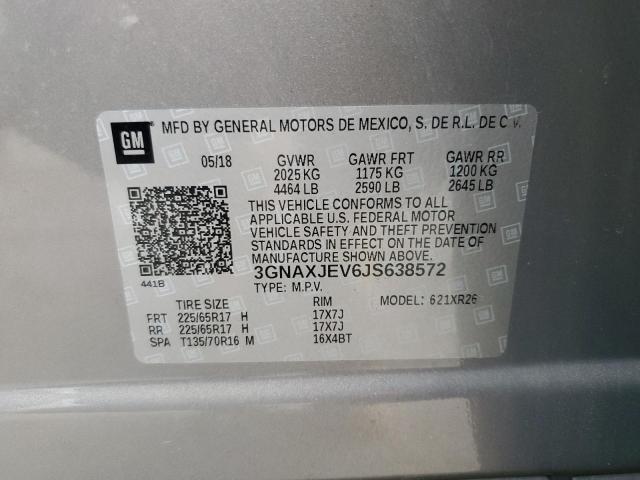 GM
MFD BY GENERAL MOTORS DE MEXICO, S. DE R.L. DE C V.
05/18 GVWR GAWR FRT GAWR RR
2025 KG 1175 KG 1200 KG
4464 LB 2590 LB 2645 LB
THIS VEHICLE CONFORMS TO ALL
APPLICABLE U.S. FEDERAL MOTOR
VEHICLE SAFETY AND THEFT PREVENTION
STANDARDS IN EFFECT ON THE DATE OF
MANUFACTURE SHOWN ABOVE.
3GNAXJEV6JS638572
441B
TYPE: M.P.V.
TIRE SIZE RIM MODEL: 621XR26
FRT 225/65R17 H 17X7J
RR 225/65R17 H 17X7J
SPA T135/70R16 M 16X4BT